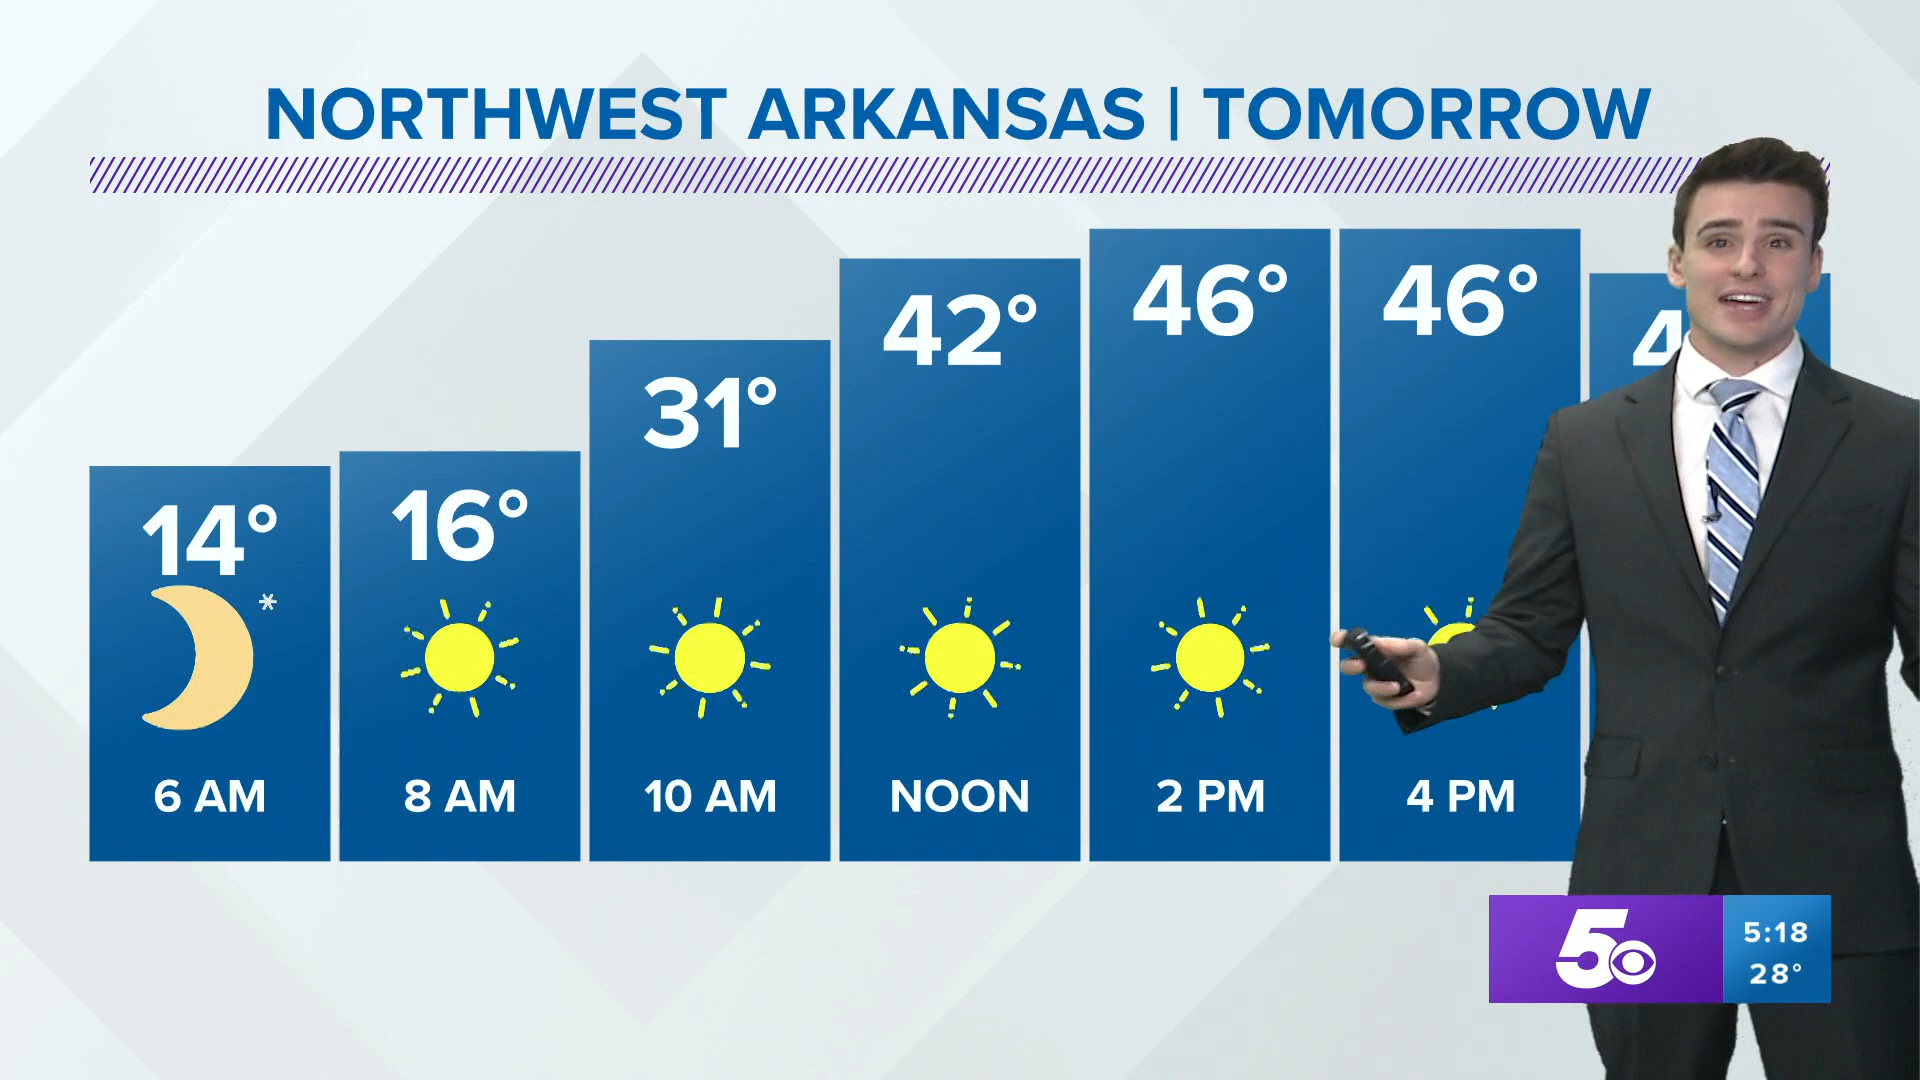 NORTHWEST ARKANSAS | TOMORROW
14° 16° 31° 42° 46° 46° 4
*
6 AM 8 AM 10 AM NOON 2 PM 4 PM
5
5:18
28°